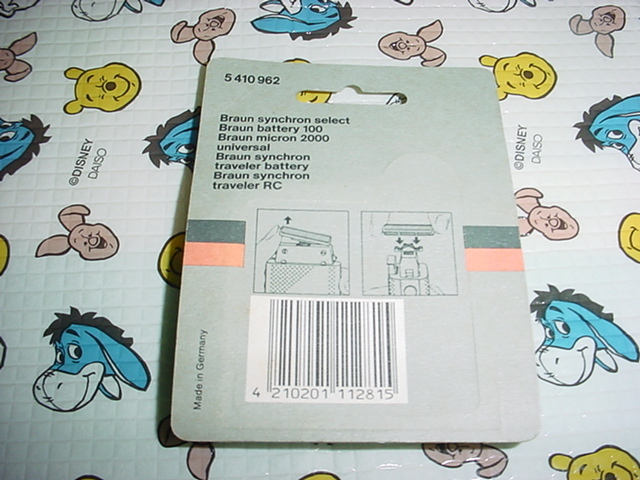 5 410 962
Braun synchron select
Braun battery 100
Braun micron 2000
universal
Braun synchron
traveler battery
Braun synchron
traveler RC
Made in Germany
4 210201 112815
©DISNEY
DAISO
©DISNEY
DAISO